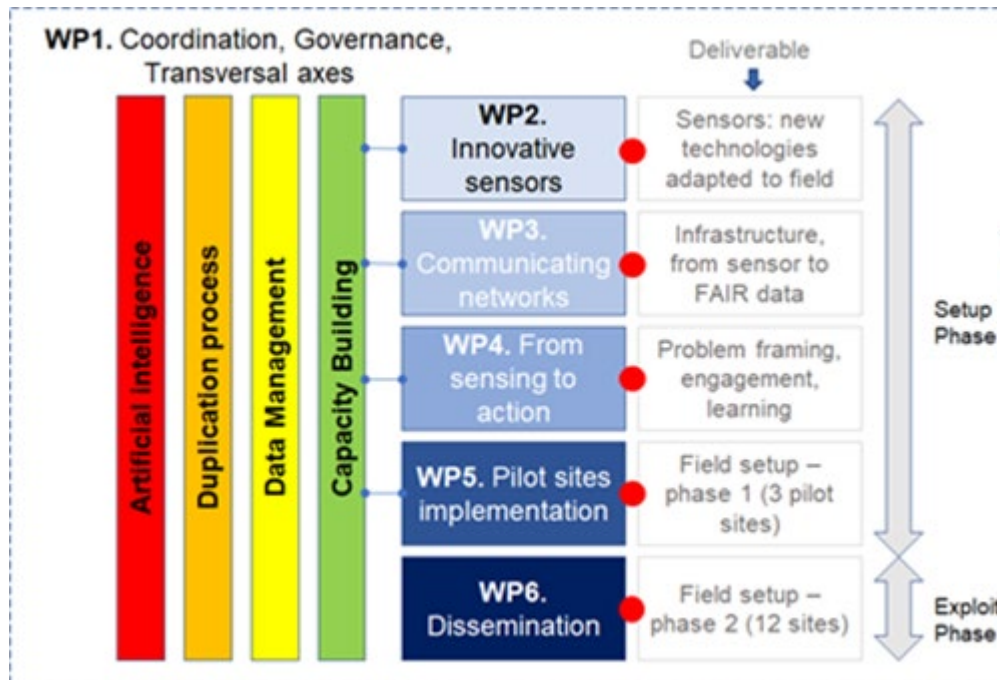 WP1. Coordination, Governance,
Transversal axes
Deliverable
Artificial intelligence
Duplication process
Data Management
Capacity Building
WP2.
Innovative
sensors
Sensors: new
technologies
adapted to field
WP3.
Communicating
networks
Infrastructure,
from sensor to
FAIR data
WP4. From
sensing to
action
Problem framing,
engagement,
learning
WP5. Pilot sites
implementation
Field setup –
phase 1 (3 pilot
sites)
WP6.
Dissemination
Field setup –
phase 2 (12 sites)
Setup
Phase
Exploit
Phase